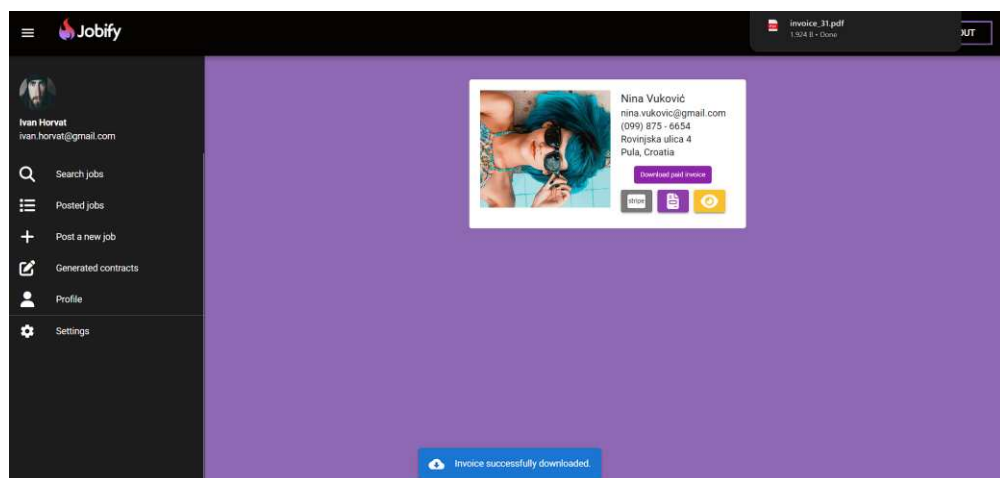 Jobify
invoice_31.pdf
1.924 B • Done
OUT
Ivan Horvat
ivan.horvat@gmail.com
Search jobs
Posted jobs
Post a new job
Generated contracts
Profile
Settings
Nina Vuković
nina.vukovic@gmail.com
(099) 875 - 6654
Rovinjska ulica 4
Pula, Croatia
Download paid invoice
stripe
Invoice successfully downloaded.